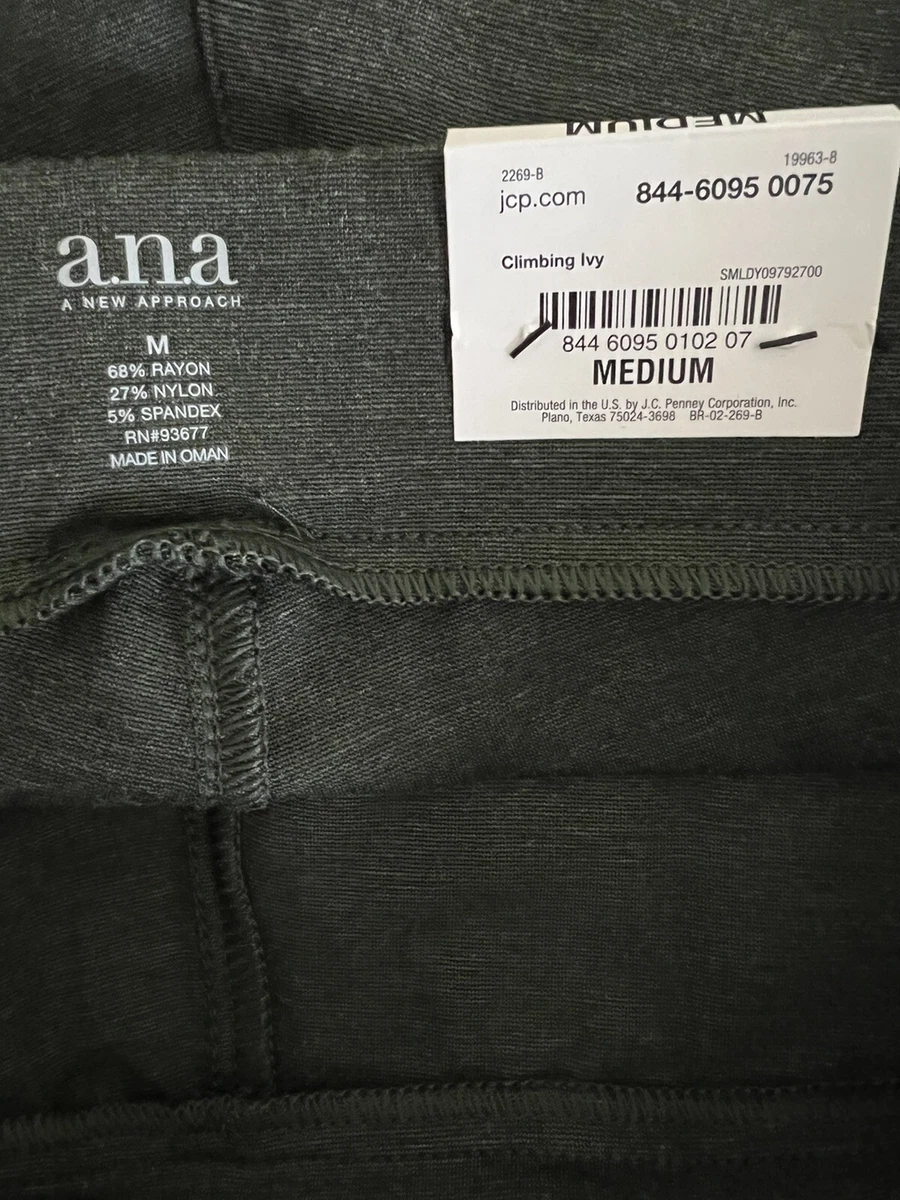 a.n.a
A NEW APPROACH
M
68% RAYON
27% NYLON
5% SPANDEX
RN#93677
MADE IN OMAN
MEDIUM
2269-B
19963-8
jcp.com
844-6095 0075
Climbing Ivy
SMLDY09792700
844 6095 0102 07
MEDIUM
Distributed in the U.S. by J.C. Penney Corporation, Inc.
Plano, Texas 75024-3698 BR-02-269-B